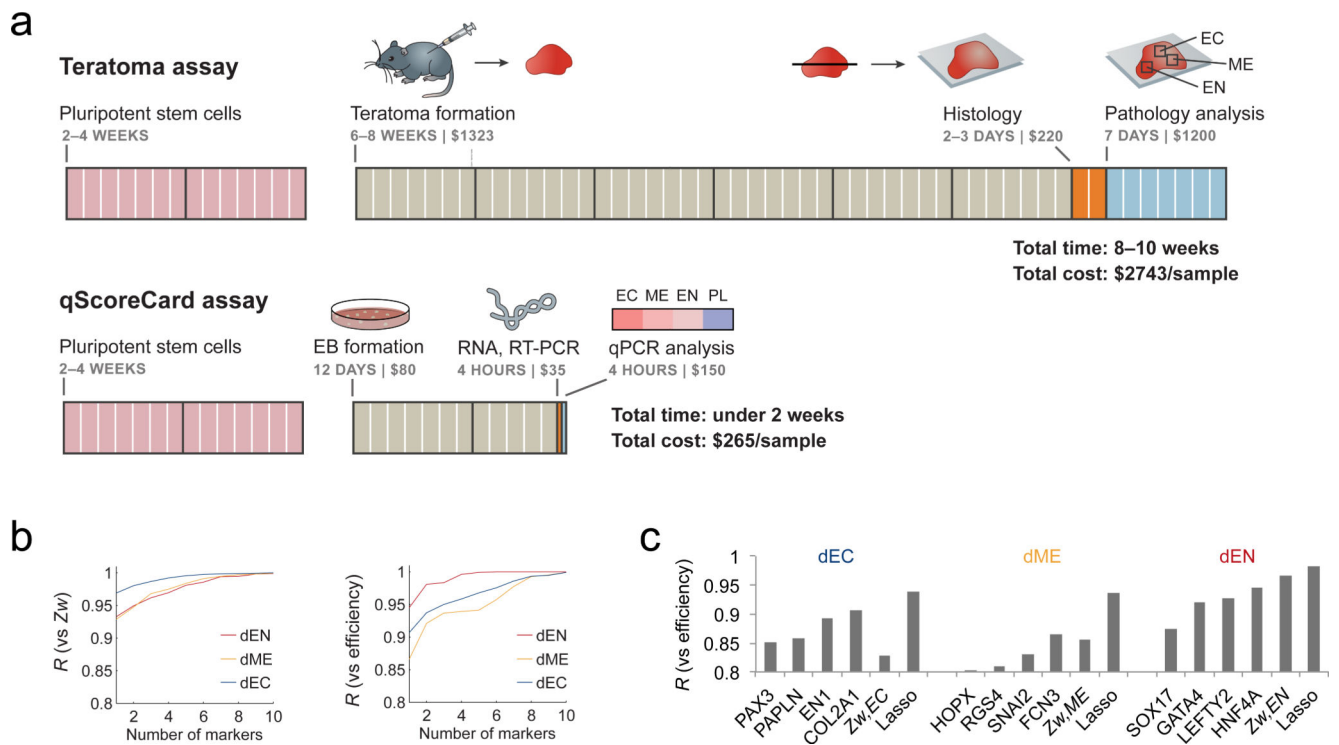 a
Teratoma assay
Pluripotent stem cells
2–4 WEEKS
Teratoma formation
6–8 WEEKS | $1323
Histology
2–3 DAYS | $220
EC
ME
EN
Pathology analysis
7 DAYS | $1200
Total time: 8–10 weeks
Total cost: $2743/sample
qScoreCard assay
Pluripotent stem cells
2–4 WEEKS
EB formation
12 DAYS | $80
RNA, RT-PCR
4 HOURS | $35
EC ME EN PL
qPCR analysis
4 HOURS | $150
Total time: under 2 weeks
Total cost: $265/sample
b
R (vs Zw)
1
0.95
0.9
0.85
0.8
2 4 6 8 10
Number of markers
dEN
dME
dEC
R (vs efficiency)
1
0.95
0.9
0.85
0.8
2 4 6 8 10
Number of markers
dEN
dME
dEC
c
R (vs efficiency)
1
0.95
0.9
0.85
0.8
dEC
dME
dEN
PAX3
PAPLN
EN1
COL2A1
Zw,EC
Lasso
HOPX
RGS4
SNAI2
FCN3
Zw,ME
Lasso
SOX17
GATA4
LEFTY2
HNF4A
Zw,EN
Lasso